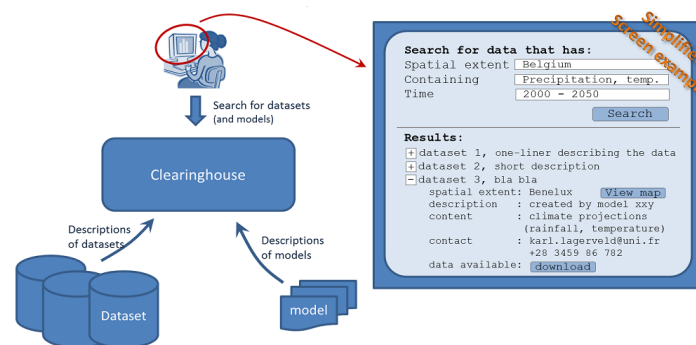 Search for datasets
(and models)
Clearinghouse
Descriptions
of datasets
Descriptions
of models
Dataset
model
Simplified
Screen example
Search for data that has:
Spatial extent Belgium
Containing Precipitation, temp.
Time 2000 - 2050
Search
Results:
+ dataset 1, one-liner describing the data
+ dataset 2, short description
- dataset 3, bla bla
spatial extent: Benelux View map
description : created by model xxy
content : climate projections
(rainfall, temperature)
contact : karl.lagerveld@uni.fr
+28 3459 86 782
data available: download